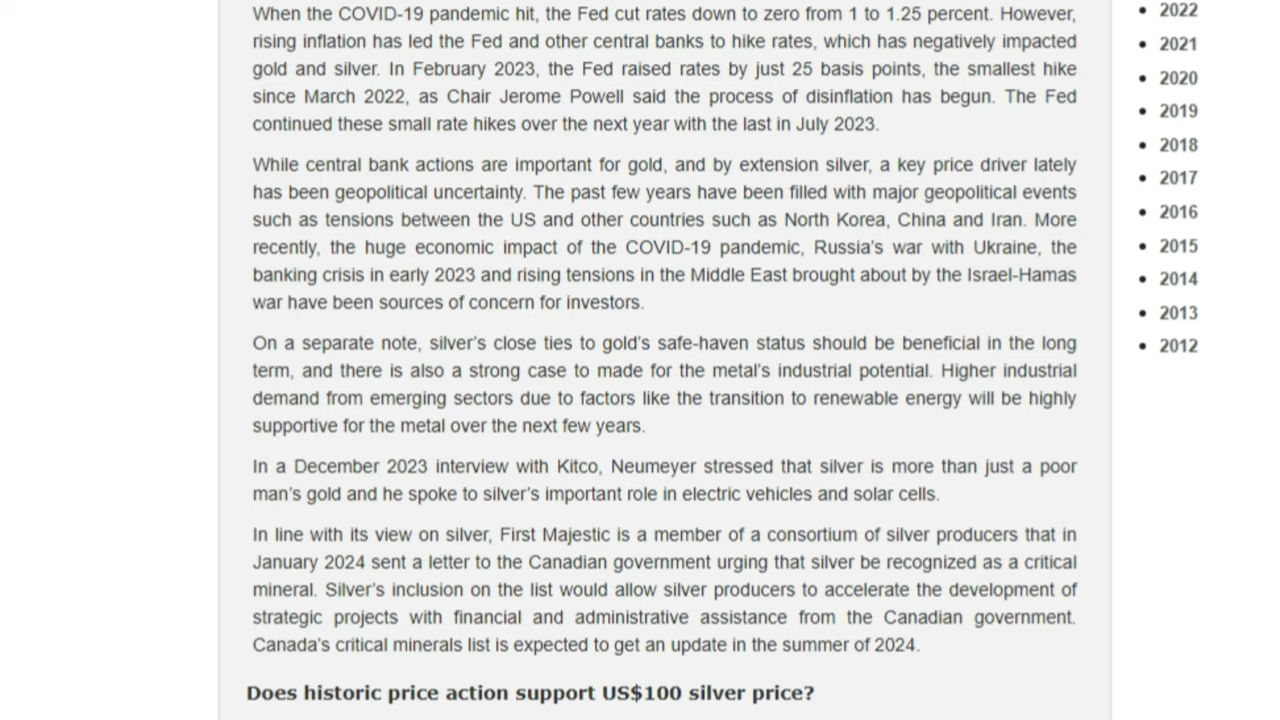 When the COVID-19 pandemic hit, the Fed cut rates down to zero from 1 to 1.25 percent. However,
rising inflation has led the Fed and other central banks to hike rates, which has negatively impacted
gold and silver. In February 2023, the Fed raised rates by just 25 basis points, the smallest hike
since March 2022, as Chair Jerome Powell said the process of disinflation has begun. The Fed
continued these small rate hikes over the next year with the last in July 2023.
While central bank actions are important for gold, and by extension silver, a key price driver lately
has been geopolitical uncertainty. The past few years have been filled with major geopolitical events
such as tensions between the US and other countries such as North Korea, China and Iran. More
recently, the huge economic impact of the COVID-19 pandemic, Russia's war with Ukraine, the
banking crisis in early 2023 and rising tensions in the Middle East brought about by the Israel-Hamas
war have been sources of concern for investors.
On a separate note, silver's close ties to gold's safe-haven status should be beneficial in the long
term, and there is also a strong case to made for the metal's industrial potential. Higher industrial
demand from emerging sectors due to factors like the transition to renewable energy will be highly
supportive for the metal over the next few years.
In a December 2023 interview with Kitco, Neumeyer stressed that silver is more than just a poor
man's gold and he spoke to silver's important role in electric vehicles and solar cells.
In line with its view on silver, First Majestic is a member of a consortium of silver producers that in
January 2024 sent a letter to the Canadian government urging that silver be recognized as a critical
mineral. Silver's inclusion on the list would allow silver producers to accelerate the development of
strategic projects with financial and administrative assistance from the Canadian government.
Canada's critical minerals list is expected to get an update in the summer of 2024.
Does historic price action support US$100 silver price?
• 2022
• 2021
• 2020
• 2019
• 2018
• 2017
• 2016
• 2015
• 2014
• 2013
• 2012